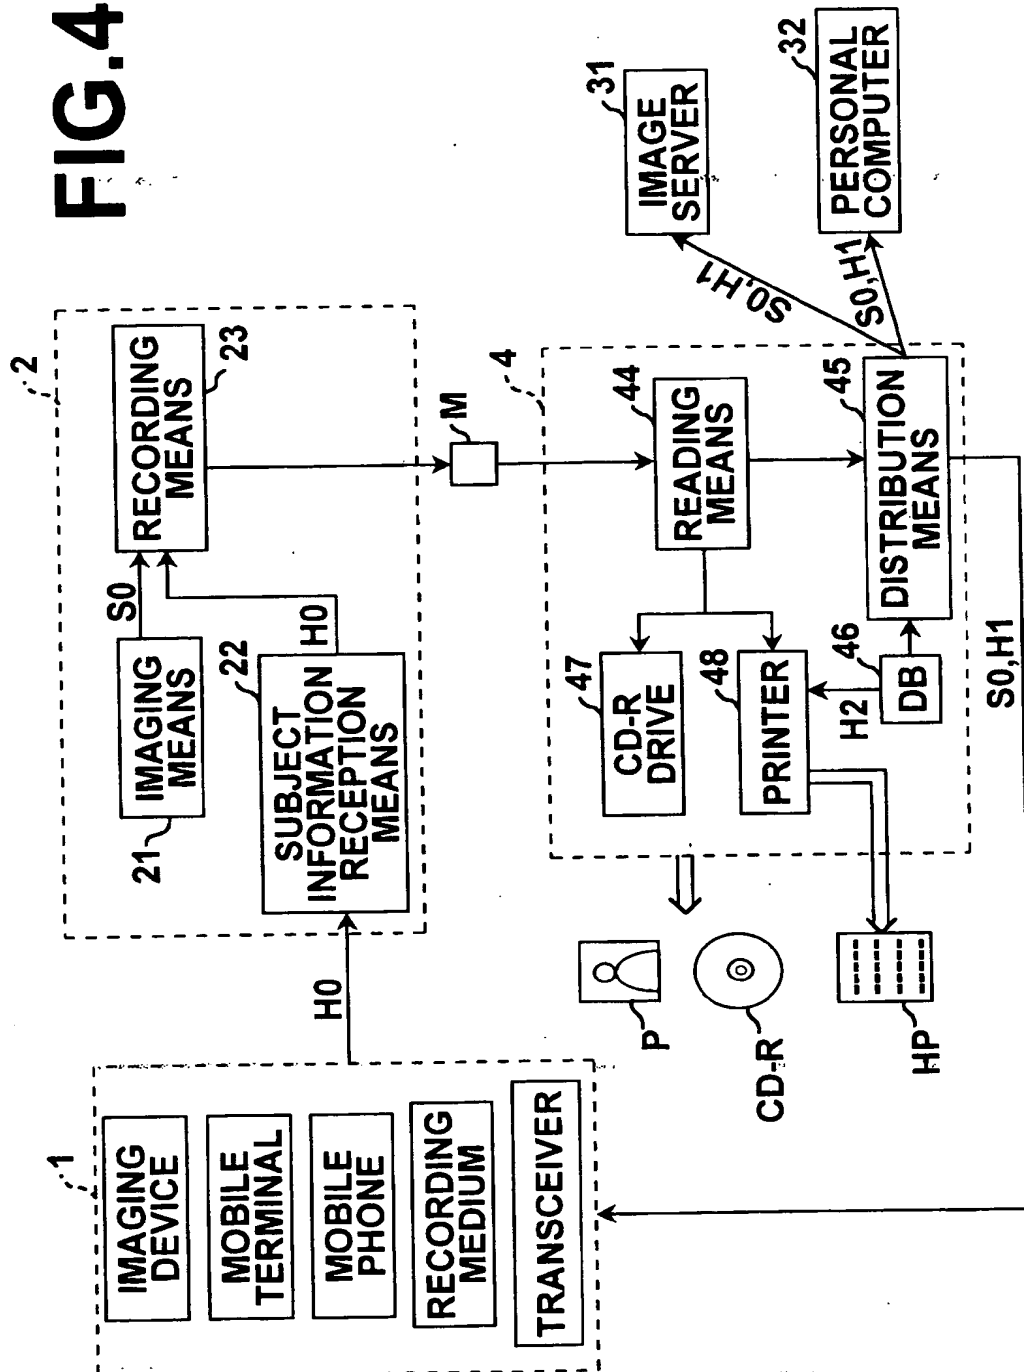 FIG.4
1
IMAGING
DEVICE
MOBILE
TERMINAL
MOBILE
PHONE
RECORDING
MEDIUM
TRANSCEIVER
H0
2
21
IMAGING
MEANS
S0
22
SUBJECT
INFORMATION
RECEPTION
MEANS
H0
RECORDING
MEANS
23
M
4
44
READING
MEANS
47
CD-R
DRIVE
48
PRINTER
H2
46
DB
45
DISTRIBUTION
MEANS
S0,H1
31
IMAGE
SERVER
S0,H1
32
PERSONAL
COMPUTER
S0,H1
P
CD-R
HP